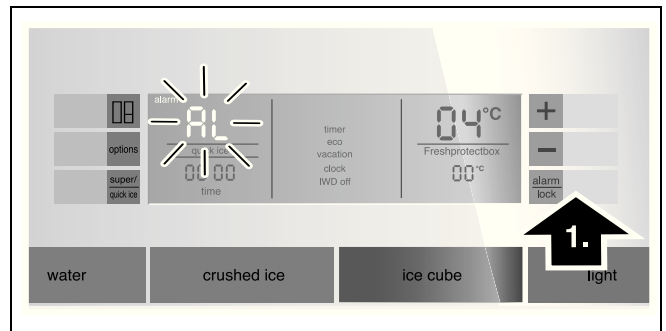 alarm
AL
quick ice
00 00
time
timer
eco
vacation
clock
IWD off
04°C
Freshprotectbox
00°C
options
super/
quick ice
+
−
alarm
lock
1.
water
crushed ice
ice cube
light